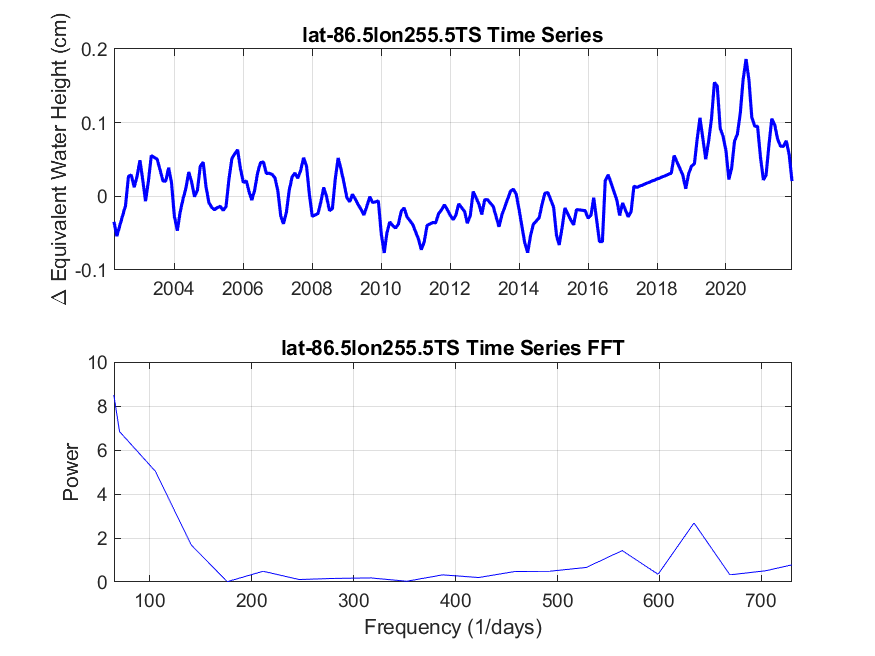 lat-86.5lon255.5TS Time Series
Δ Equivalent Water Height (cm)
0.2
0.1
0
-0.1
2004 2006 2008 2010 2012 2014 2016 2018 2020
lat-86.5lon255.5TS Time Series FFT
Power
10
8
6
4
2
0
100 200 300 400 500 600 700
Frequency (1/days)